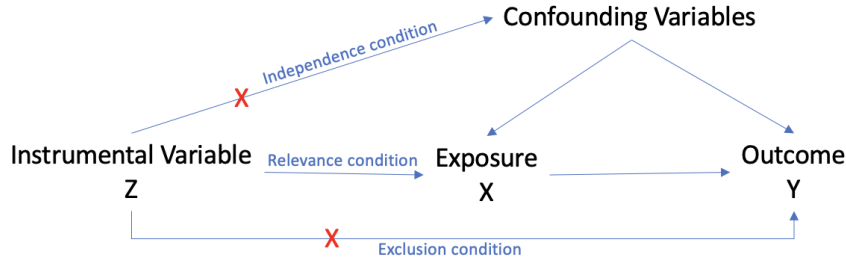 Confounding Variables
Independence condition
X
Instrumental Variable
Z
Relevance condition
Exposure
X
Outcome
Y
X
Exclusion condition